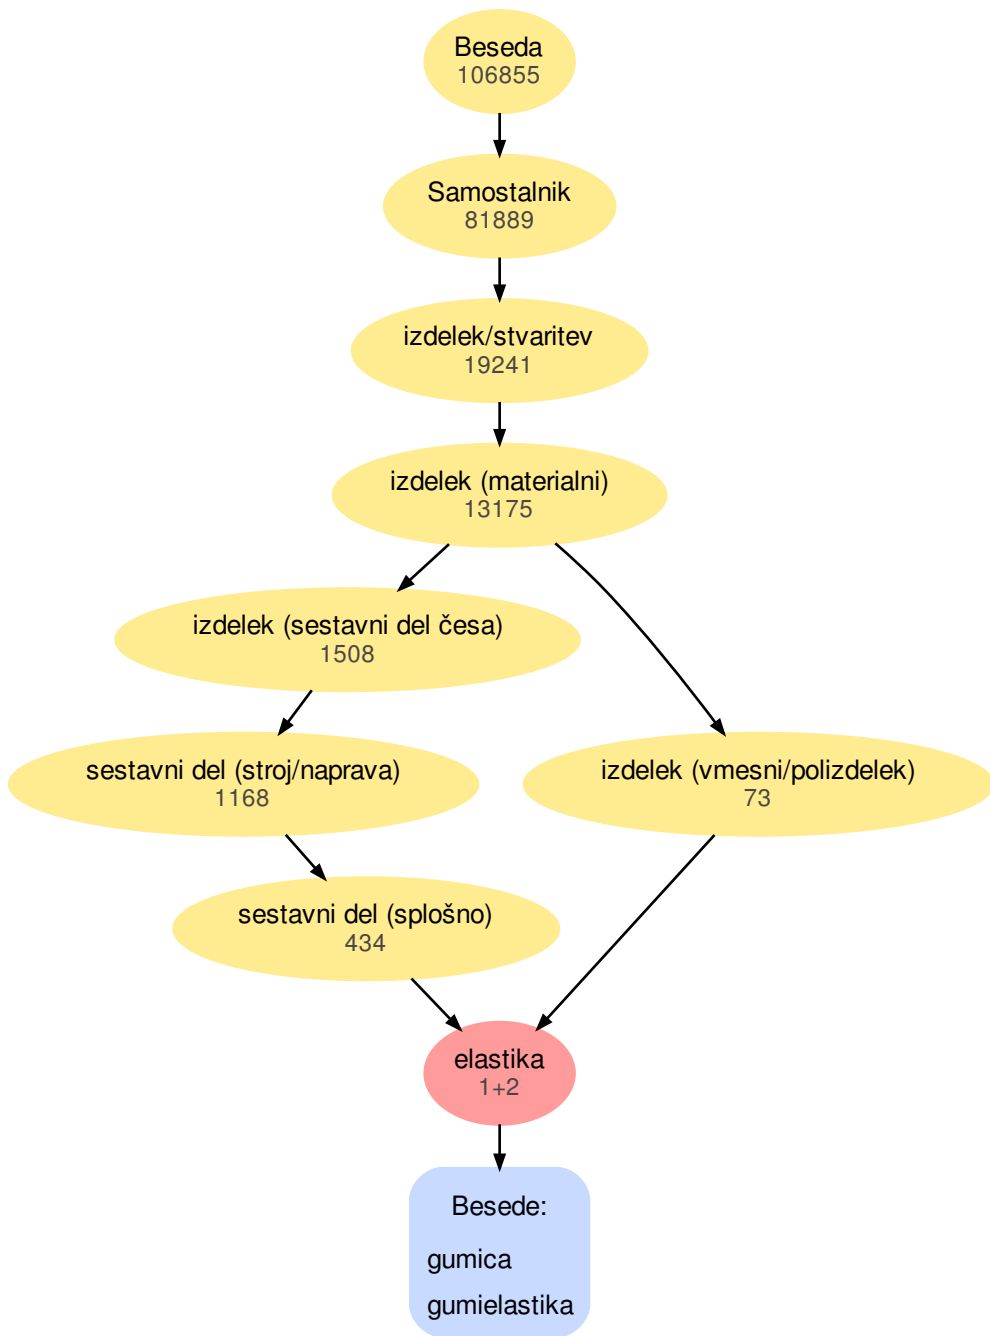 Beseda
106855
Samostalnik
81889
izdelek/stvaritev
19241
izdelek (materialni)
13175
izdelek (sestavni del česa)
1508
sestavni del (stroj/naprava)
1168
izdelek (vmesni/polizdelek)
73
sestavni del (splošno)
434
elastika
1+2
Besede:
gumica
gumielastika